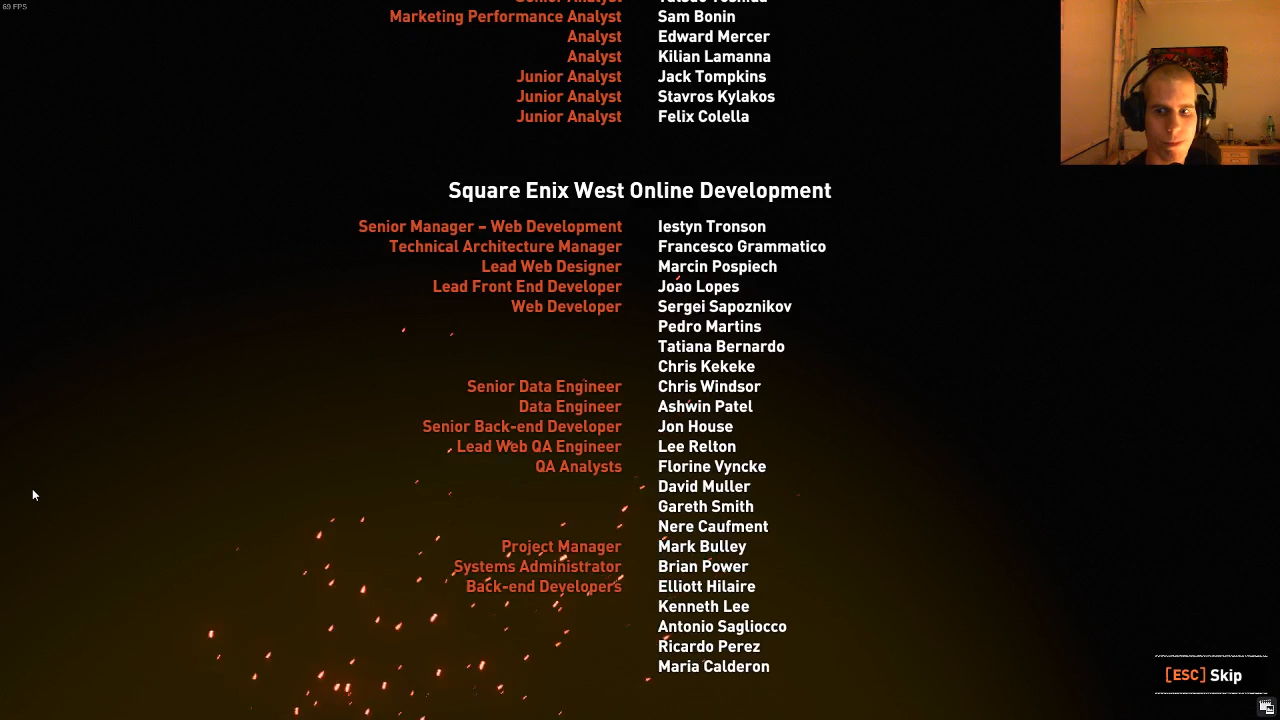 69 FPS
Marketing Performance Analyst Sam Bonin
Analyst Edward Mercer
Analyst Kilian Lamanna
Junior Analyst Jack Tompkins
Junior Analyst Stavros Kylakos
Junior Analyst Felix Colella
Square Enix West Online Development
Senior Manager – Web Development Iestyn Tronson
Technical Architecture Manager Francesco Grammatico
Lead Web Designer Marcin Pospiech
Lead Front End Developer Joao Lopes
Web Developer Sergei Sapoznikov
Pedro Martins
Tatiana Bernardo
Chris Kekeke
Senior Data Engineer Chris Windsor
Data Engineer Ashwin Patel
Senior Back-end Developer Jon House
Lead Web QA Engineer Lee Relton
QA Analysts Florine Vyncke
David Muller
Gareth Smith
Nere Caufment
Project Manager Mark Bulley
Systems Administrator Brian Power
Back-end Developers Elliott Hilaire
Kenneth Lee
Antonio Sagliocco
Ricardo Perez
Maria Calderon
[ESC] Skip